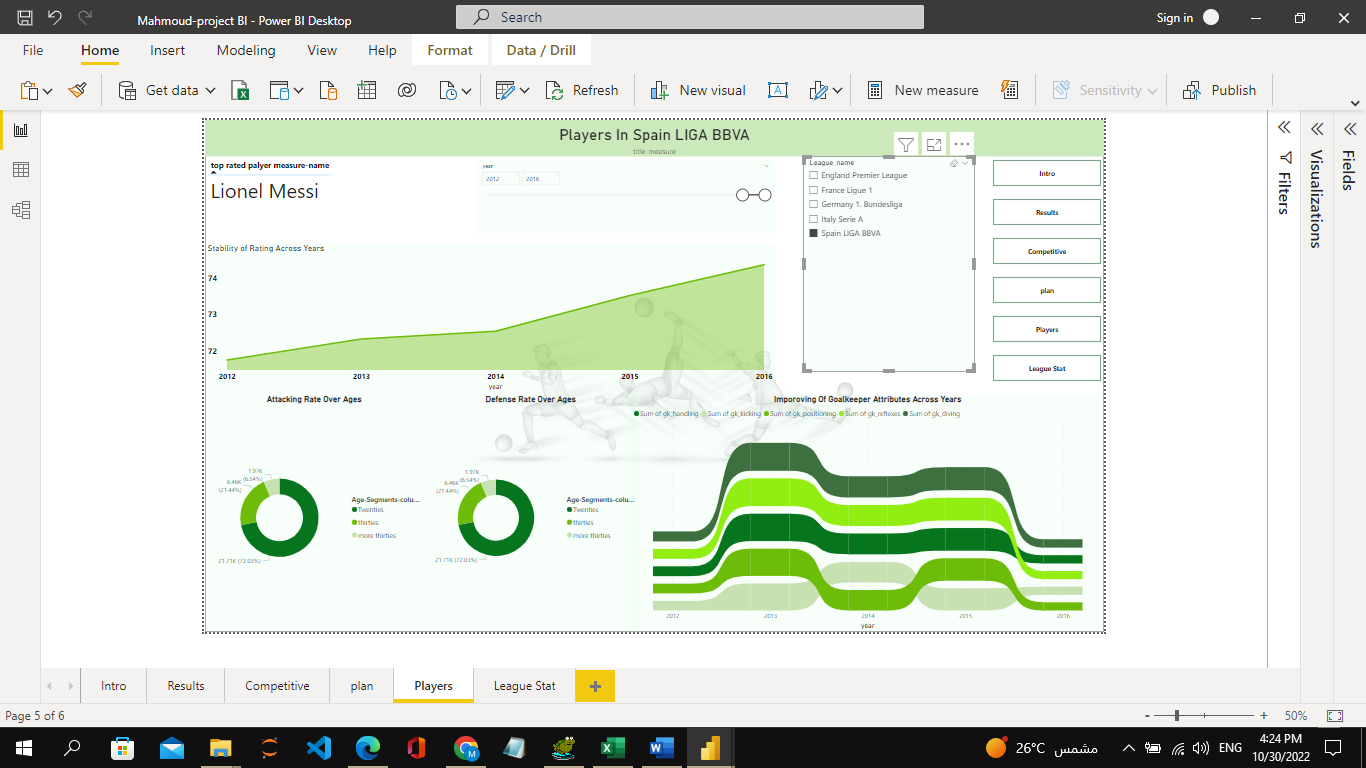 Mahmoud-project BI - Power BI Desktop
Search
Sign in
File
Home
Insert
Modeling
View
Help
Format
Data / Drill
Get data
Refresh
New visual
New measure
Sensitivity
Publish
Players In Spain LIGA BBVA
title-measure
top rated palyer measure-name
Lionel Messi
year
2012
2016
League_name
England Premier League
France Ligue 1
Germany 1. Bundesliga
Italy Serie A
Spain LIGA BBVA
Intro
Results
Competitive
plan
Players
League Stat
Filters
Visualizations
Fields
Stability of Rating Across Years
74
73
72
2012
2013
2014
2015
2016
year
Attacking Rate Over Ages
1.97K
(6.54%)
6.46K
(21.44%)
21.71K (72.03%)
Age-Segments-colu...
Twenties
thirties
more thirties
Defense Rate Over Ages
1.97K
(6.54%)
6.46K
(21.44%)
21.71K (72.03%)
Age-Segments-colu...
Twenties
thirties
more thirties
Imporoving Of Goalkeeper Attributes Across Years
Sum of gk_handling
Sum of gk_kicking
Sum of gk_positioning
Sum of gk_reflexes
Sum of gk_diving
2012
2013
2014
2015
2016
year
Intro
Results
Competitive
plan
Players
League Stat
+
Page 5 of 6
- + 50%
26°C مشمس
ENG
4:24 PM
10/30/2022